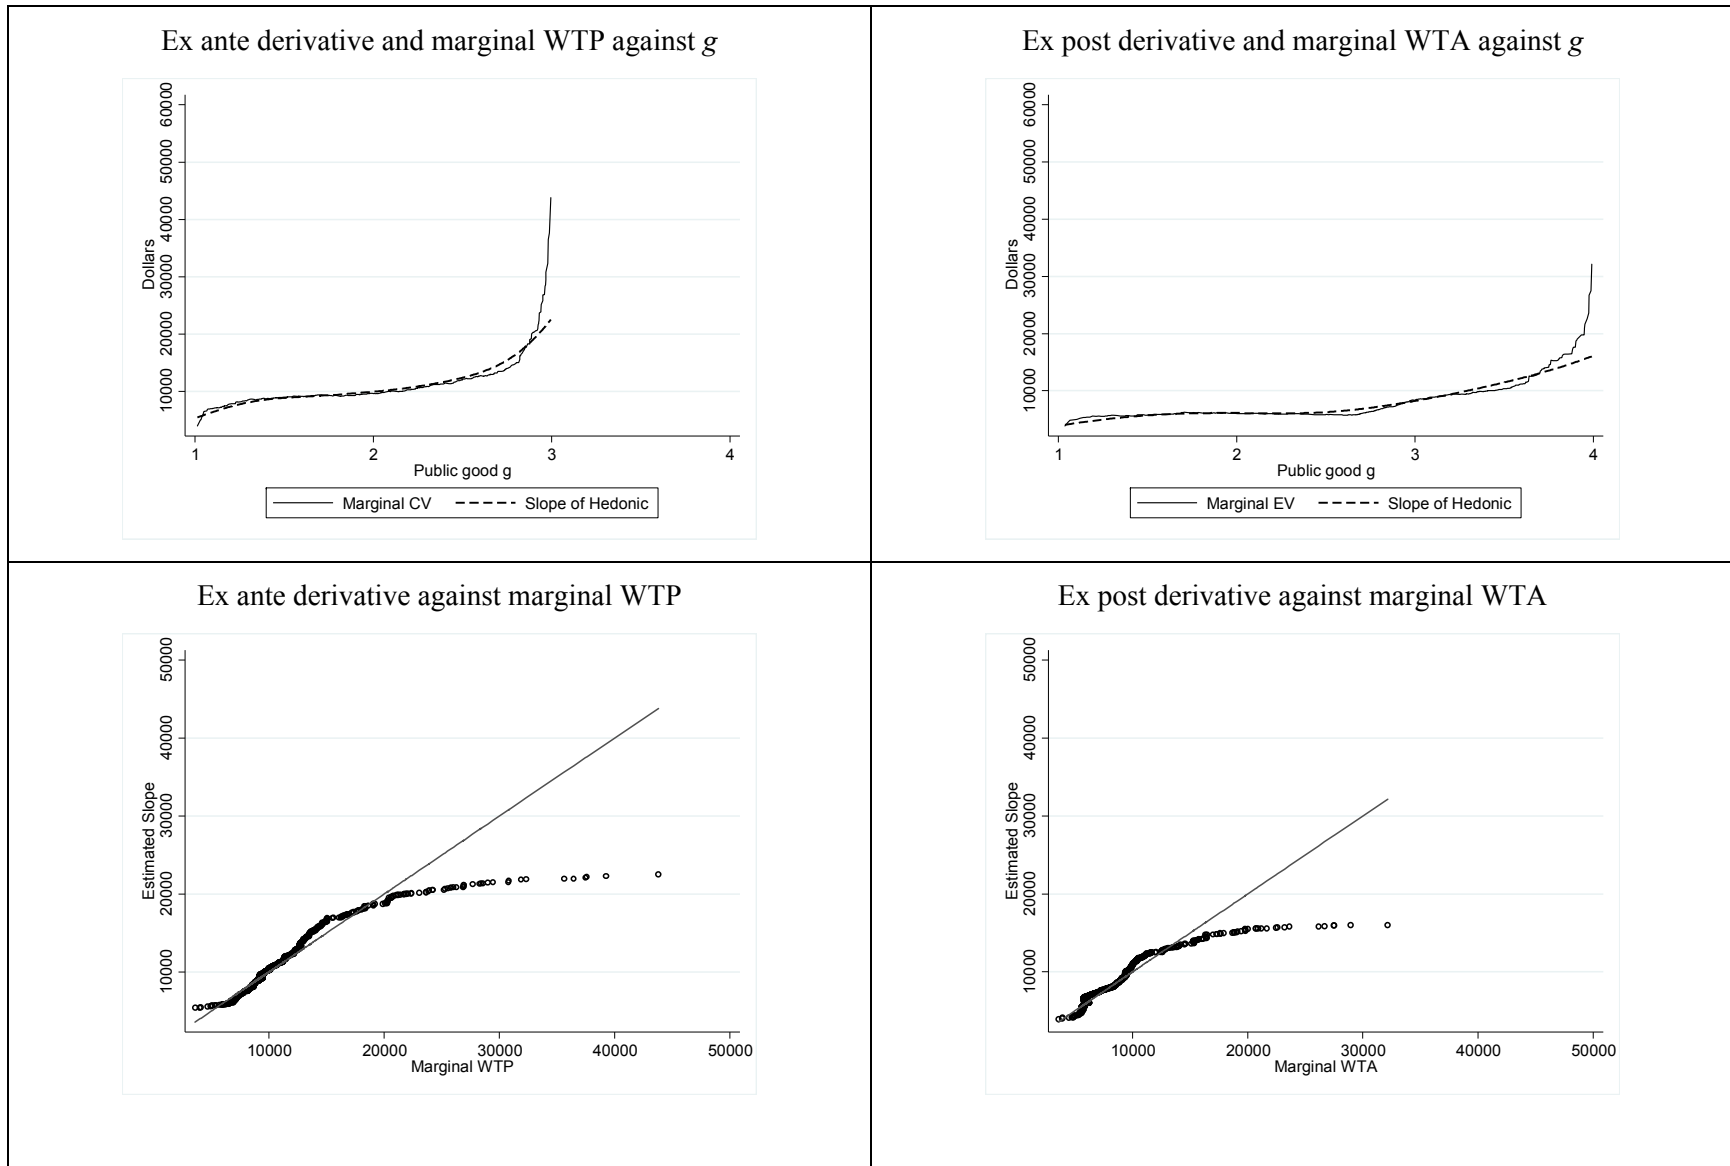 Ex ante derivative and marginal WTP against g
60000
50000
40000
30000
20000
10000
Dollars
1 2 3 4
Public good g
Marginal CV Slope of Hedonic
Ex post derivative and marginal WTA against g
60000
50000
40000
30000
20000
10000
Dollars
1 2 3 4
Public good g
Marginal EV Slope of Hedonic
Ex ante derivative against marginal WTP
50000
40000
30000
20000
10000
Estimated Slope
10000 20000 30000 40000 50000
Marginal WTP
Ex post derivative against marginal WTA
50000
40000
30000
20000
10000
Estimated Slope
10000 20000 30000 40000 50000
Marginal WTA